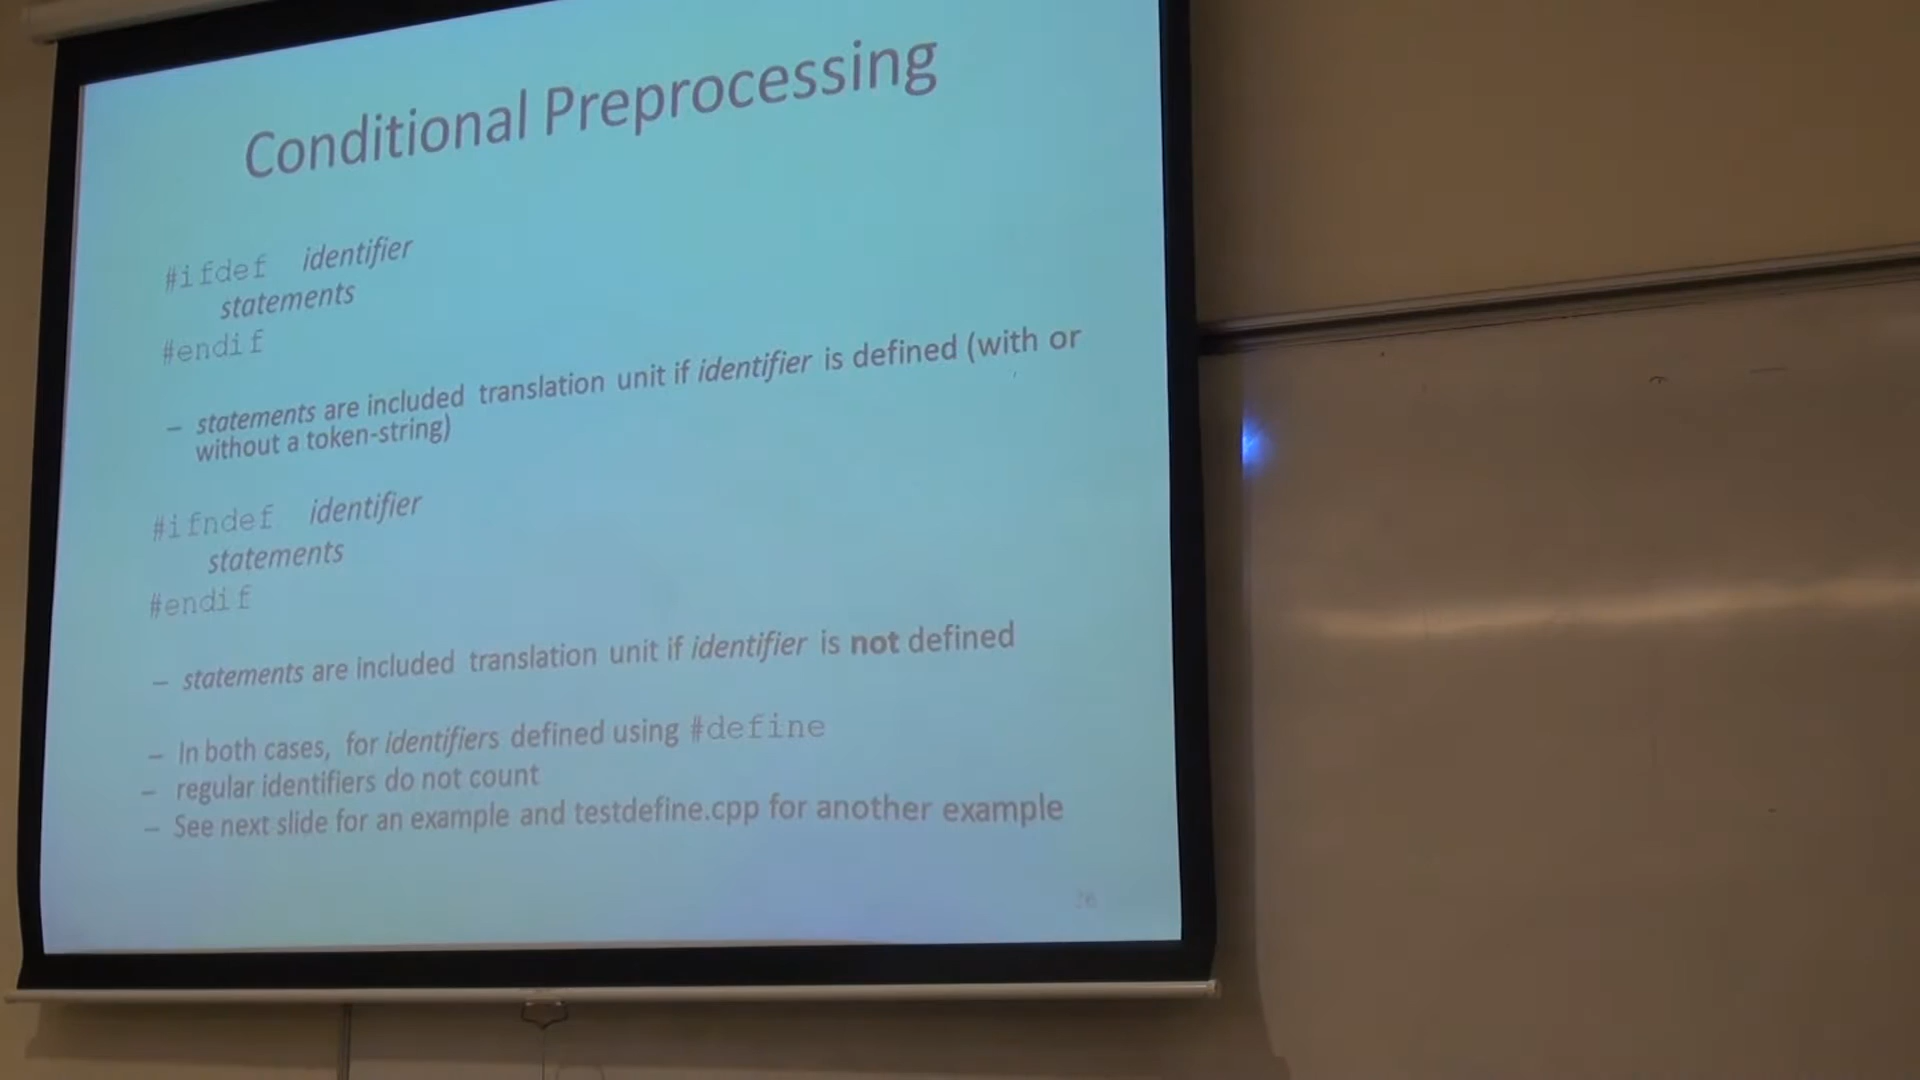 Conditional Preprocessing
#ifdef identifier
statements
#endif
– statements are included translation unit if identifier is defined (with or
without a token-string)
#ifndef identifier
statements
#endif
– statements are included translation unit if identifier is not defined
– In both cases, for identifiers defined using #define
– regular identifiers do not count
– See next slide for an example and testdefine.cpp for another example